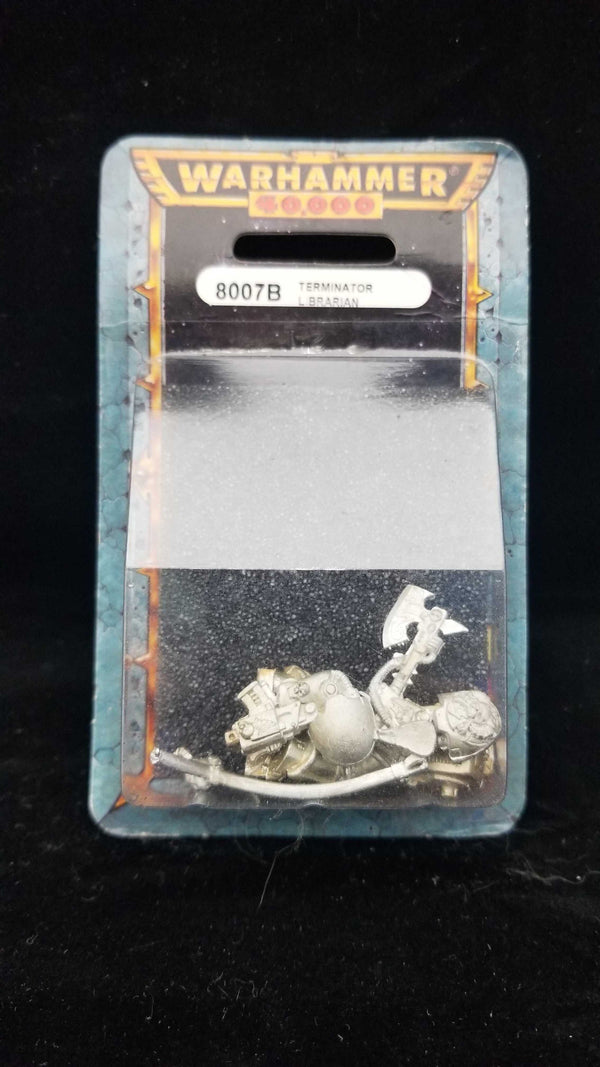 WARHAMMER®
40,000
8007B TERMINATOR
LIBRARIAN